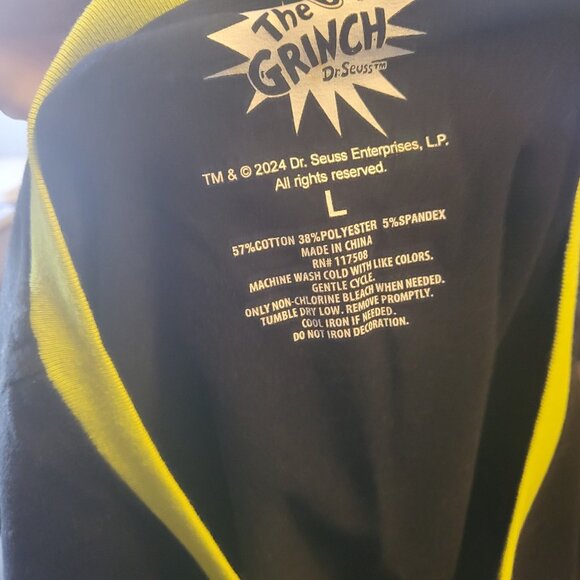 The
GRINCH
Dr. Seuss TM
TM & © 2024 Dr. Seuss Enterprises, L.P.
All rights reserved.
L
57%COTTON 38%POLYESTER 5%SPANDEX
MADE IN CHINA
RN# 117508
MACHINE WASH COLD WITH LIKE COLORS.
GENTLE CYCLE.
ONLY NON-CHLORINE BLEACH WHEN NEEDED.
TUMBLE DRY LOW. REMOVE PROMPTLY.
COOL IRON IF NEEDED.
DO NOT IRON DECORATION.